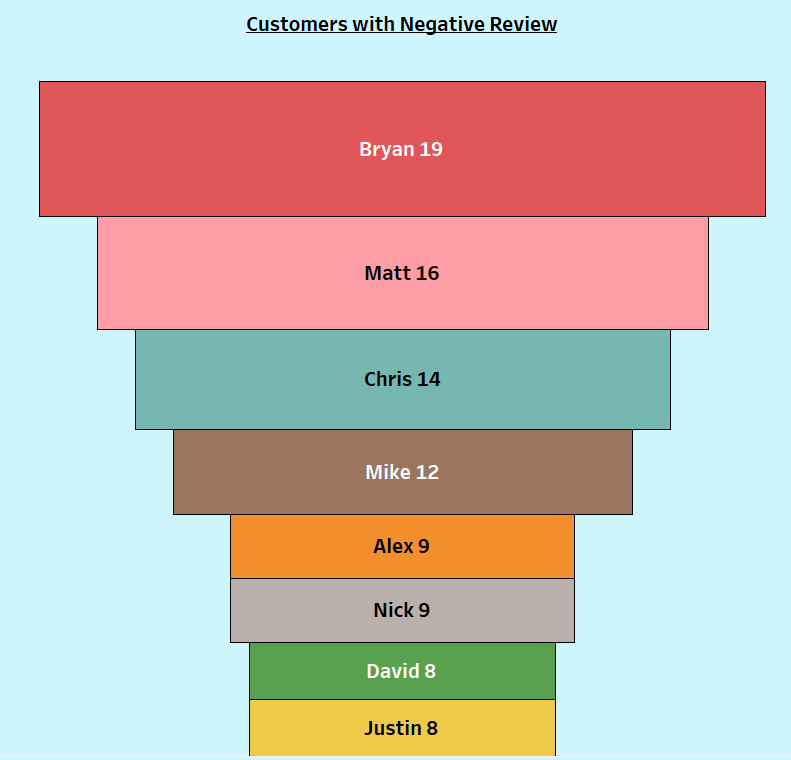 Customers with Negative Review
Bryan 19
Matt 16
Chris 14
Mike 12
Alex 9
Nick 9
David 8
Justin 8